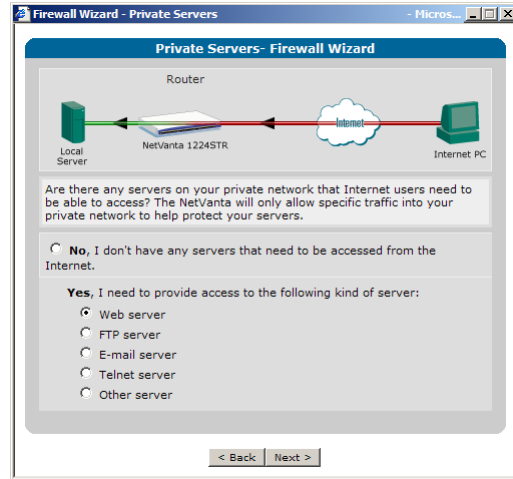 Firewall Wizard - Private Servers - Micros...
Private Servers- Firewall Wizard
Router
Internet
Local
Server
NetVanta 1224STR
Internet PC
Are there any servers on your private network that Internet users need to
be able to access? The NetVanta will only allow specific traffic into your
private network to help protect your servers.
No, I don't have any servers that need to be accessed from the
Internet.
Yes, I need to provide access to the following kind of server:
Web server
FTP server
E-mail server
Telnet server
Other server
< Back
Next >